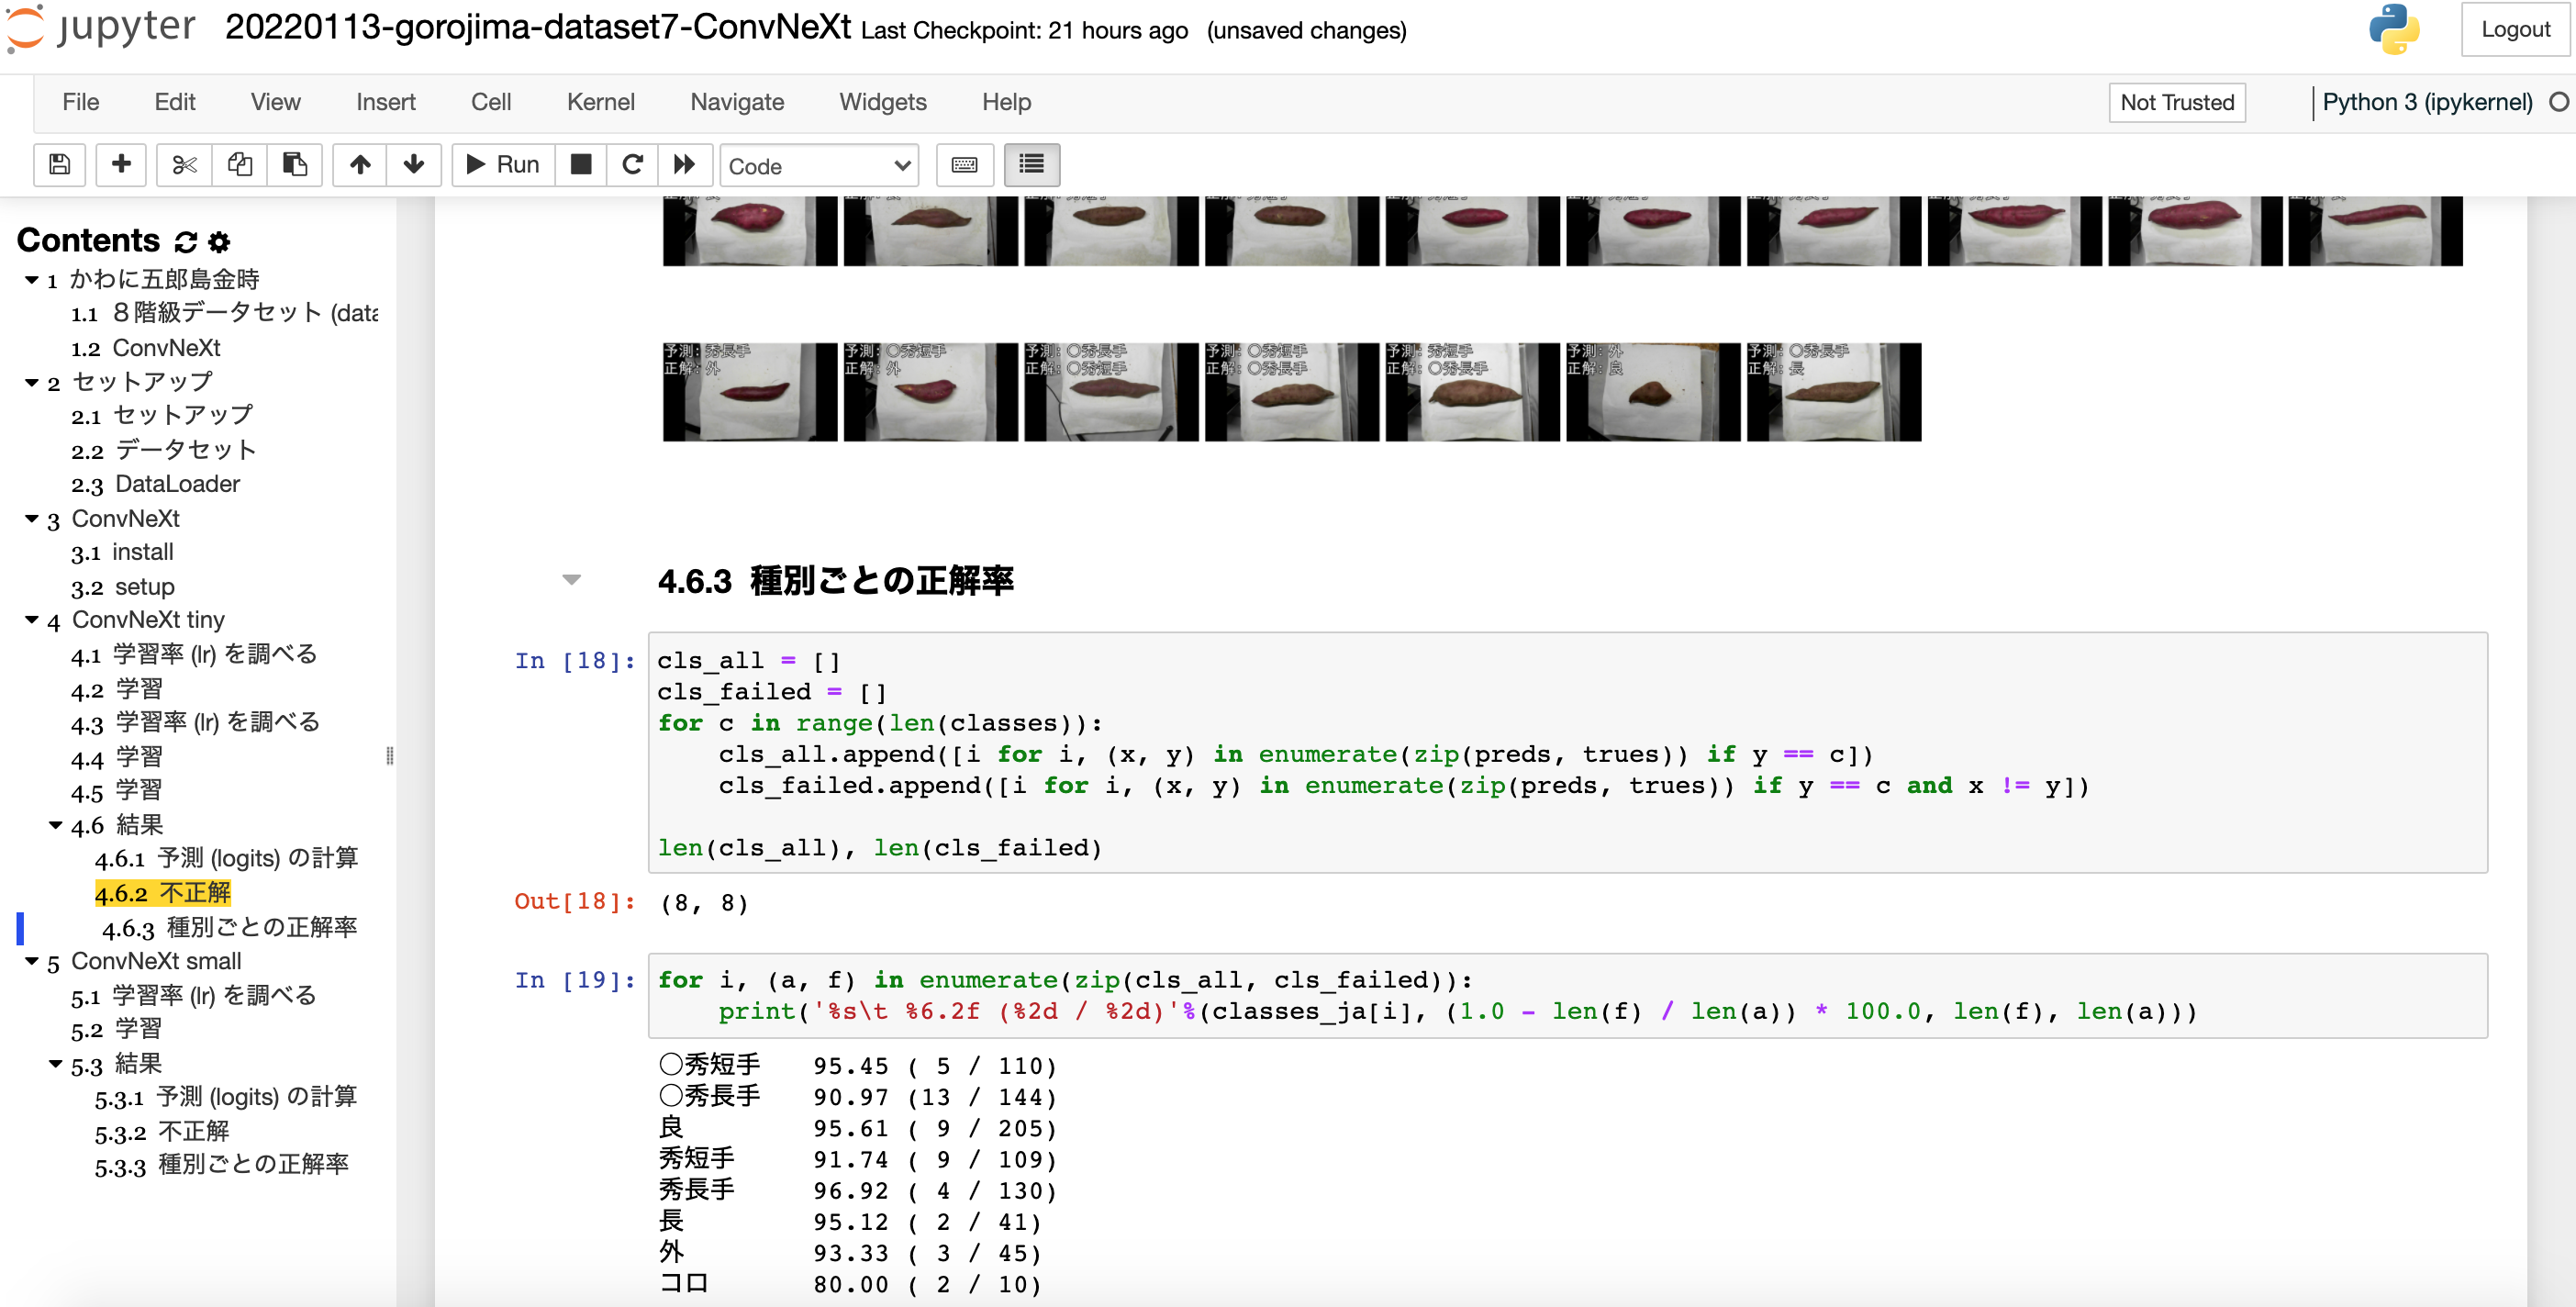 jupyter 20220113-gorojima-dataset7-ConvNeXt Last Checkpoint: 21 hours ago (unsaved changes)
Logout
File Edit View Insert Cell Kernel Navigate Widgets Help
Not Trusted
Python 3 (ipykernel)
Run
Code
Contents
1 かわに五郎島金時
1.1 8階級データセット (data
1.2 ConvNeXt
2 セットアップ
2.1 セットアップ
2.2 データセット
2.3 DataLoader
3 ConvNeXt
3.1 install
3.2 setup
4 ConvNeXt tiny
4.1 学習率 (lr) を調べる
4.2 学習
4.3 学習率 (lr) を調べる
4.4 学習
4.5 学習
4.6 結果
4.6.1 予測 (logits) の計算
4.6.2 不正解
4.6.3 種別ごとの正解率
5 ConvNeXt small
5.1 学習率 (lr) を調べる
5.2 学習
5.3 結果
5.3.1 予測 (logits) の計算
5.3.2 不正解
5.3.3 種別ごとの正解率
予測: 秀長手
正解: 外
予測: 〇秀短手
正解: 外
予測: 〇秀長手
正解: 〇秀短手
予測: 〇秀短手
正解: 〇秀長手
予測: 秀短手
正解: 〇秀長手
予測: 外
正解: 良
予測: 〇秀長手
正解: 長
4.6.3 種別ごとの正解率
In [18]:
cls_all = []
cls_failed = []
for c in range(len(classes)):
    cls_all.append([i for i, (x, y) in enumerate(zip(preds, trues)) if y == c])
    cls_failed.append([i for i, (x, y) in enumerate(zip(preds, trues)) if y == c and x != y])
len(cls_all), len(cls_failed)
Out[18]: (8, 8)
In [19]:
for i, (a, f) in enumerate(zip(cls_all, cls_failed)):
    print('%s\t %6.2f (%2d / %2d)'%(classes_ja[i], (1.0 - len(f) / len(a)) * 100.0, len(f), len(a)))
〇秀短手 95.45 ( 5 / 110)
〇秀長手 90.97 (13 / 144)
良 95.61 ( 9 / 205)
秀短手 91.74 ( 9 / 109)
秀長手 96.92 ( 4 / 130)
長 95.12 ( 2 / 41)
外 93.33 ( 3 / 45)
コロ 80.00 ( 2 / 10)